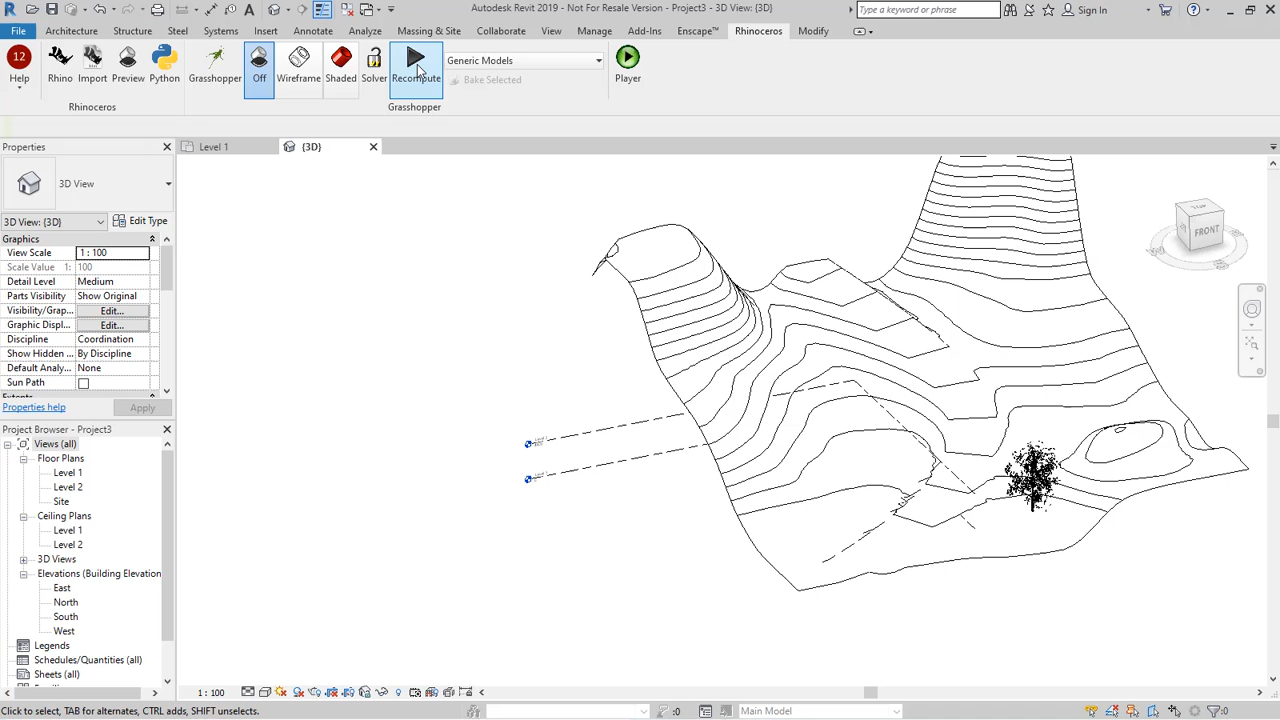 Autodesk Revit 2019 - Not For Resale Version - Project3 - 3D View: {3D}
Type a keyword or phrase
Sign In
File Architecture Structure Steel Systems Insert Annotate Analyze Massing & Site Collaborate View Manage Add-Ins Enscape™ Rhinoceros Modify
12
Help Rhino Import Preview Python Grasshopper Off Wireframe Shaded Solver Recompute Player
Generic Models
Bake Selected
Rhinoceros Grasshopper
Properties
Level 1 {3D}
3D View
3D View: {3D} Edit Type
Graphics
View Scale 1 : 100
Scale Value 1: 100
Detail Level Medium
Parts Visibility Show Original
Visibility/Grap... Edit...
Graphic Displ... Edit...
Discipline Coordination
Show Hidden ... By Discipline
Default Analy... None
Sun Path
Properties help Apply
Project Browser - Project3
Views (all)
Floor Plans
Level 1
Level 2
Site
Ceiling Plans
Level 1
Level 2
3D Views
Elevations (Building Elevation
East
North
South
West
Legends
Schedules/Quantities (all)
Sheets (all)
TOP
FRONT
1 : 100
Click to select, TAB for alternates, CTRL adds, SHIFT unselects.
:0
Main Model
:0